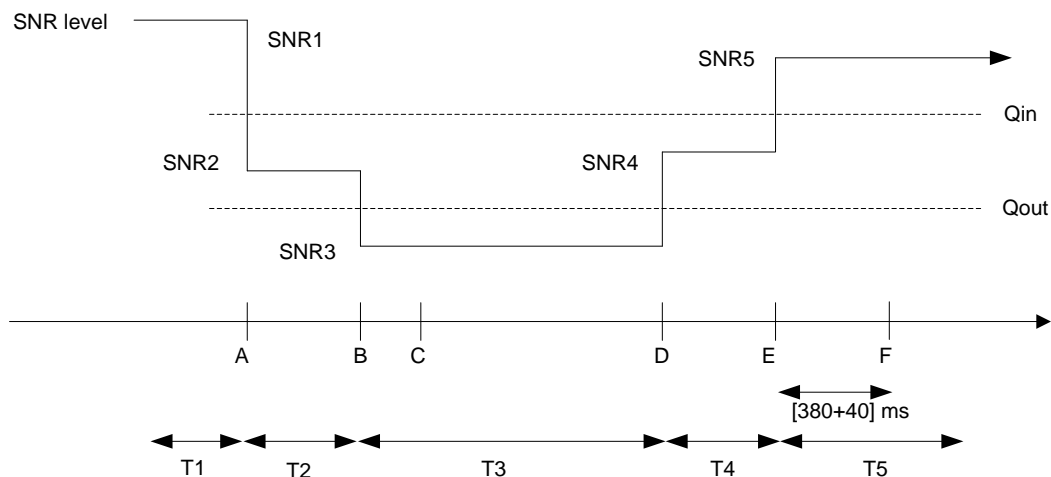 SNR level
SNR1
SNR5
Qin
SNR2
SNR4
Qout
SNR3
A B C D E F
[380+40] ms
T1 T2 T3 T4 T5